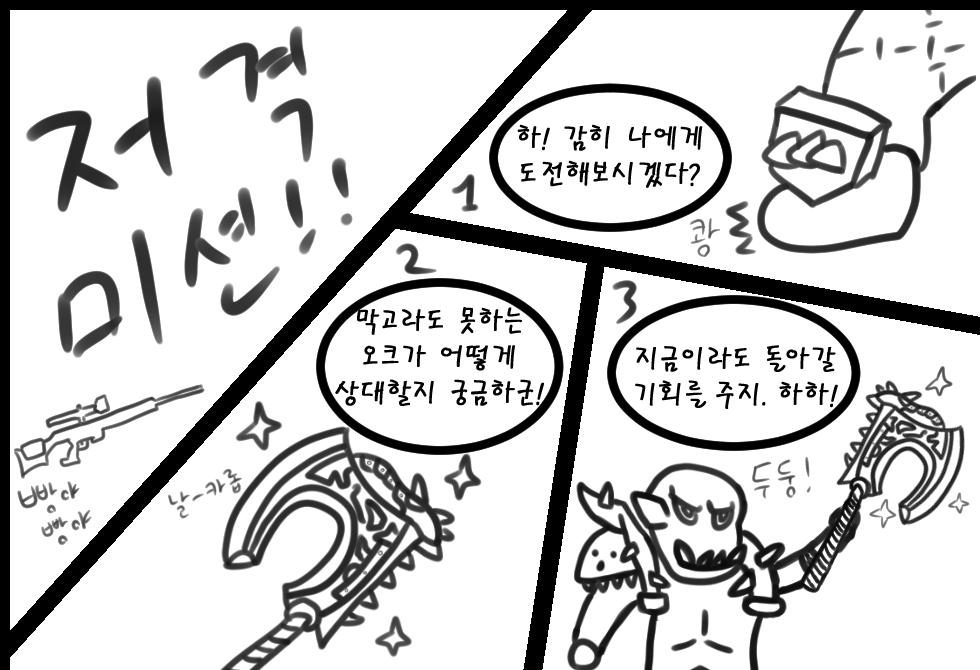 저격
미션!!
빵야
빵야
1
하! 감히 나에게
도전해보시겠다?
쾅
2
막고라도 못하는
오크가 어떻게
상대할지 궁금하군!
날-카롭
3
지금이라도 돌아갈
기회를 주지. 하하!
두둥!